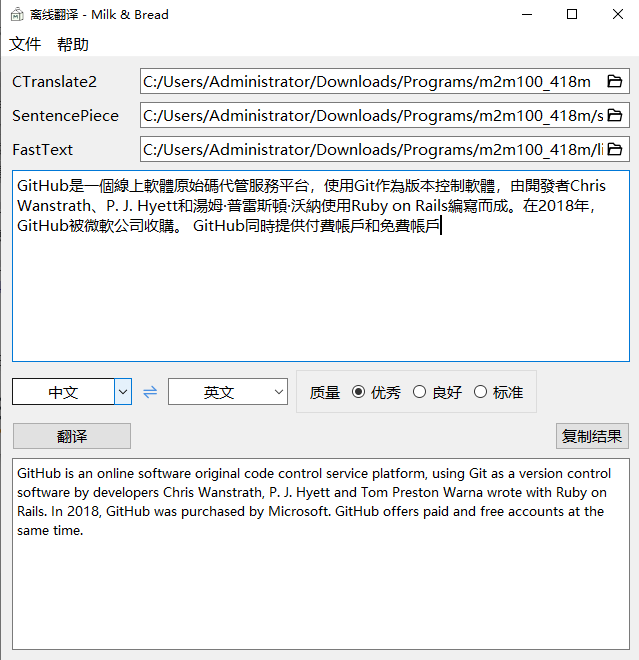 离线翻译 - Milk & Bread
文件 帮助
CTranslate2 C:/Users/Administrator/Downloads/Programs/m2m100_418m
SentencePiece C:/Users/Administrator/Downloads/Programs/m2m100_418m/s
FastText C:/Users/Administrator/Downloads/Programs/m2m100_418m/li
GitHub是一個線上軟體原始碼代管服務平台，使用Git作為版本控制軟體，由開發者Chris
Wanstrath、P. J. Hyett和湯姆·普雷斯頓·沃納使用Ruby on Rails編寫而成。在2018年，
GitHub被微軟公司收購。 GitHub同時提供付費帳戶和免費帳戶
中文 ⇌ 英文 质量 优秀 良好 标准
翻译 复制结果
GitHub is an online software original code control service platform, using Git as a version control
software by developers Chris Wanstrath, P. J. Hyett and Tom Preston Warna wrote with Ruby on
Rails. In 2018, GitHub was purchased by Microsoft. GitHub offers paid and free accounts at the
same time.